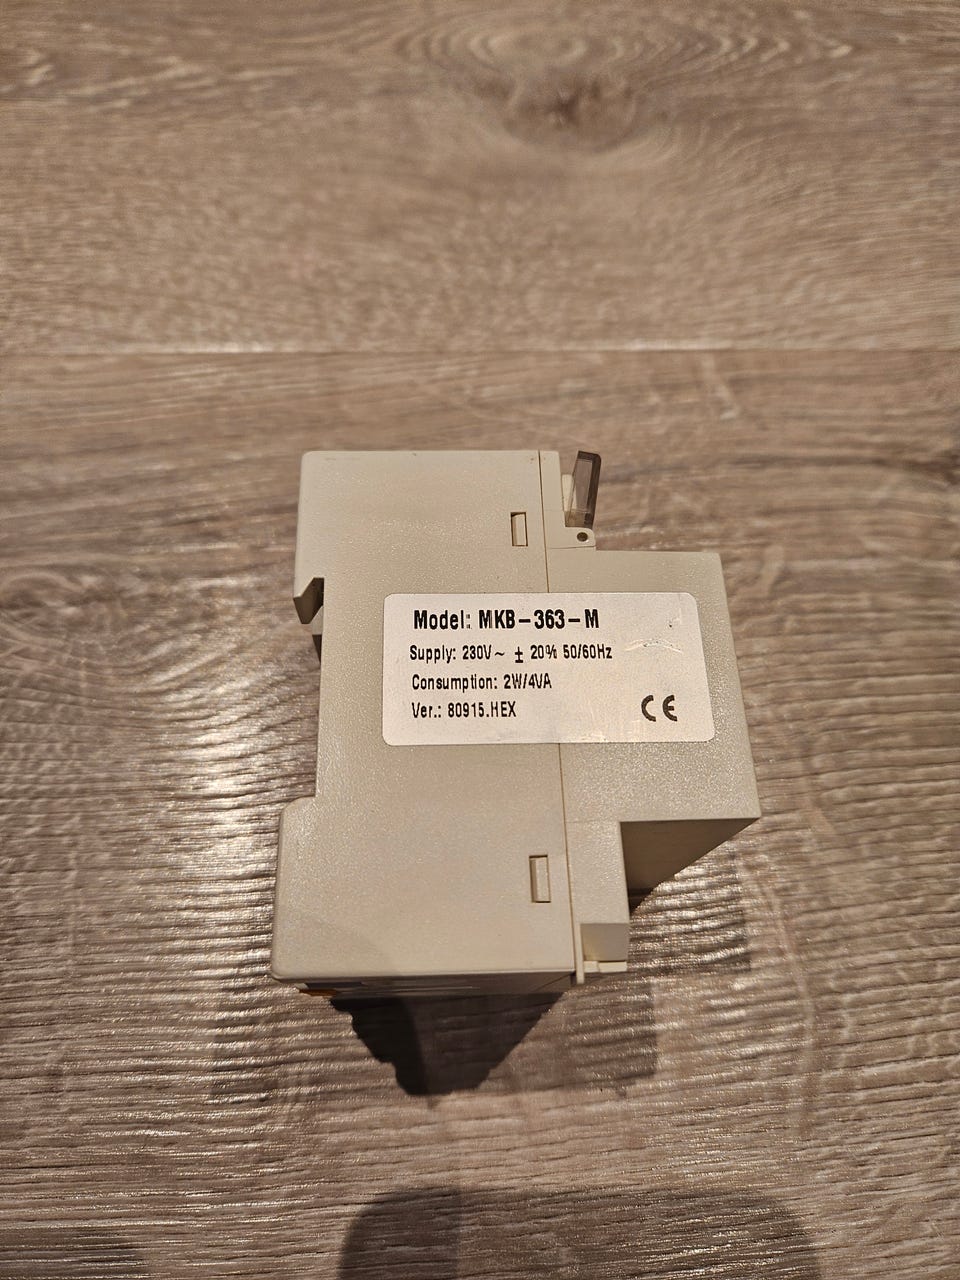 Model: MKB-363-M
Supply: 230V~ ± 20% 50/60Hz
Consumption: 2W/4VA
Ver.: 80915.HEX
CE